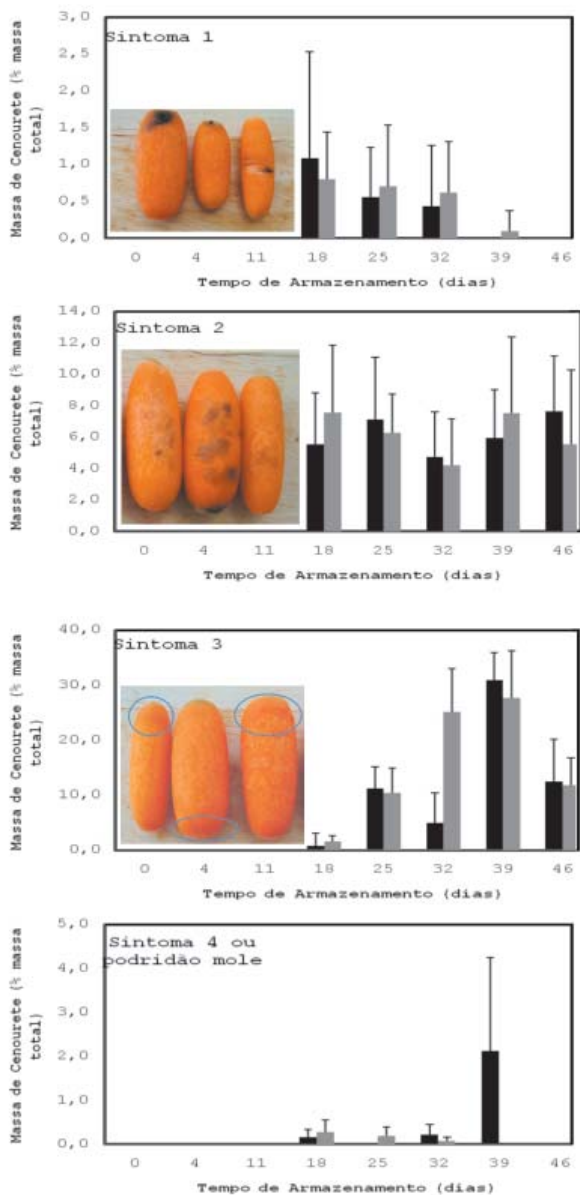 Massa de Cenourete (% massa
total)
3,0
2,5
2,0
1,5
1,0
0,5
0,0
Sintoma 1
0 4 11 18 25 32 39 46
Tempo de Armazenamento (dias)
Massa de Cenourete (% massa
total)
14,0
12,0
10,0
8,0
6,0
4,0
2,0
0,0
Sintoma 2
0 4 11 18 25 32 39 46
Tempo de Armazenamento (dias)
Massa de Cenourete (% massa
total)
40,0
30,0
20,0
10,0
0,0
Sintoma 3
0 4 11 18 25 32 39 46
Tempo de Armazenamento (dias)
Massa de Cenourete (% massa
total)
5,0
4,0
3,0
2,0
1,0
0,0
Sintoma 4 ou
podridão mole
0 4 11 18 25 32 39 46
Tempo de Armazenamento (dias)